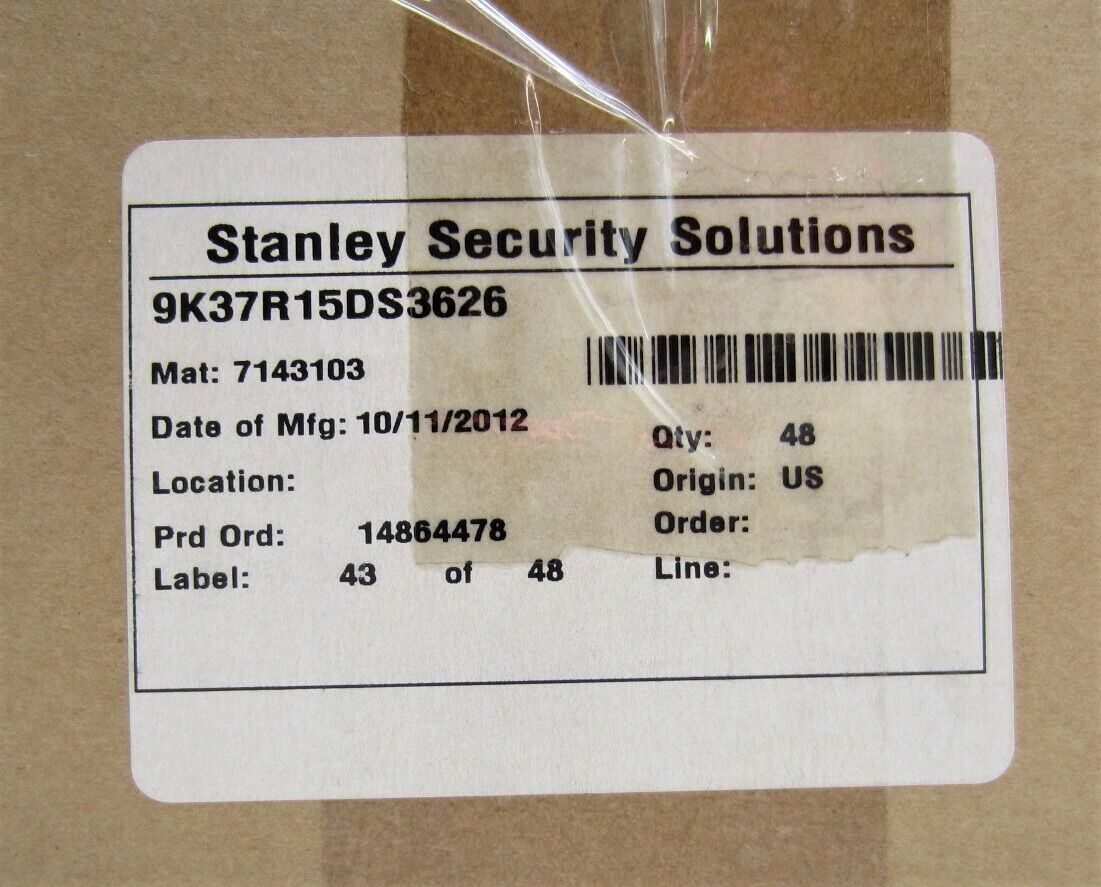 Stanley Security Solutions
9K37R15DS3626
Mat: 7143103
Date of Mfg: 10/11/2012
Qty: 48
Location:
Origin: US
Prd Ord: 14864478
Order:
Label: 43 of 48
Line: